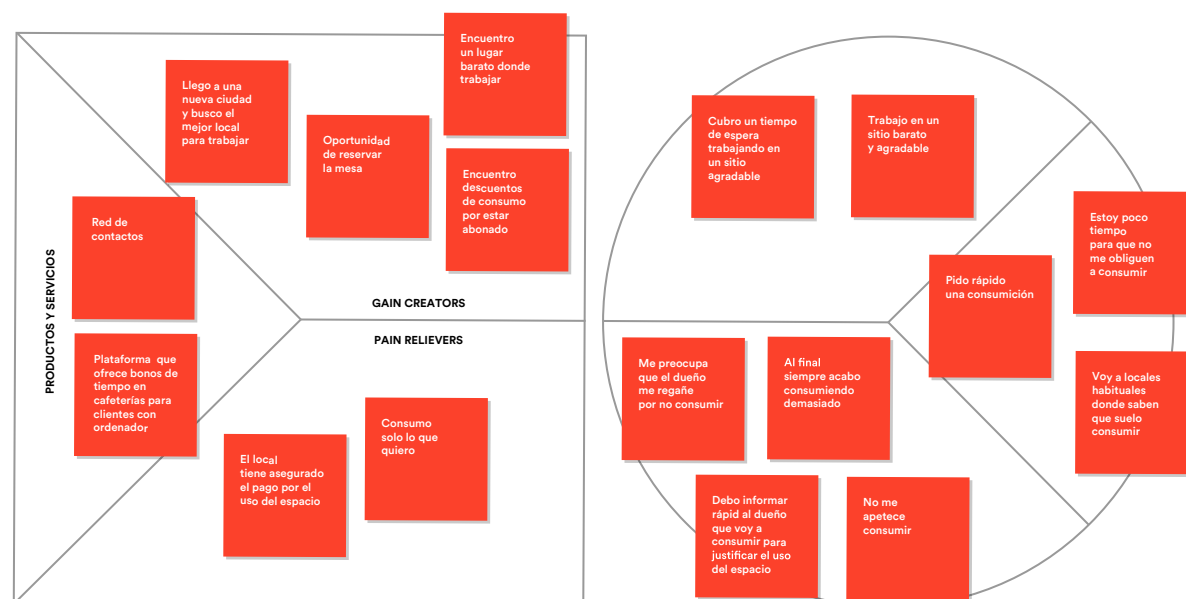 Encuentro
un lugar
barato donde
trabajar
Llego a una
nueva ciudad
y busco el
mejor local
para trabajar
Oportunidad
de reservar
la mesa
Encuentro
descuentos
de consumo
por estar
abonado
Red de
contactos
PRODUCTOS Y SERVICIOS
GAIN CREATORS
PAIN RELIEVERS
Plataforma que
ofrece bonos de
tiempo en
cafeterías para
clientes con
ordenador
Consumo
solo lo que
quiero
El local
tiene asegurado
el pago por el
uso del espacio
Cubro un tiempo
de espera
trabajando en
un sitio
agradable
Trabajo en un
sitio barato
y agradable
Estoy poco
tiempo
para que no
me obliguen
a consumir
Pido rápido
una consumición
Me preocupa
que el dueño
me regañe
por no consumir
Al final
siempre acabo
consumiendo
demasiado
Voy a locales
habituales
donde saben
que suelo
consumir
Debo informar
rápid al dueño
que voy a
consumir para
justificar el uso
del espacio
No me
apetece
consumir